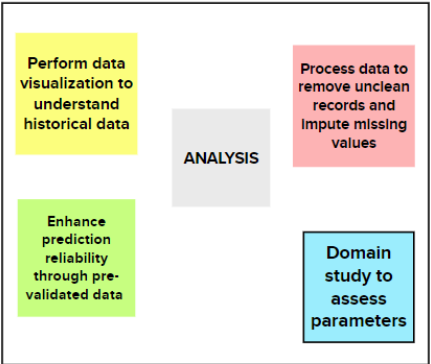 Perform data
visualization to
understand
historical data
Process data to
remove unclean
records and
impute missing
values
ANALYSIS
Enhance
prediction
reliability
through pre-
validated data
Domain
study to
assess
parameters